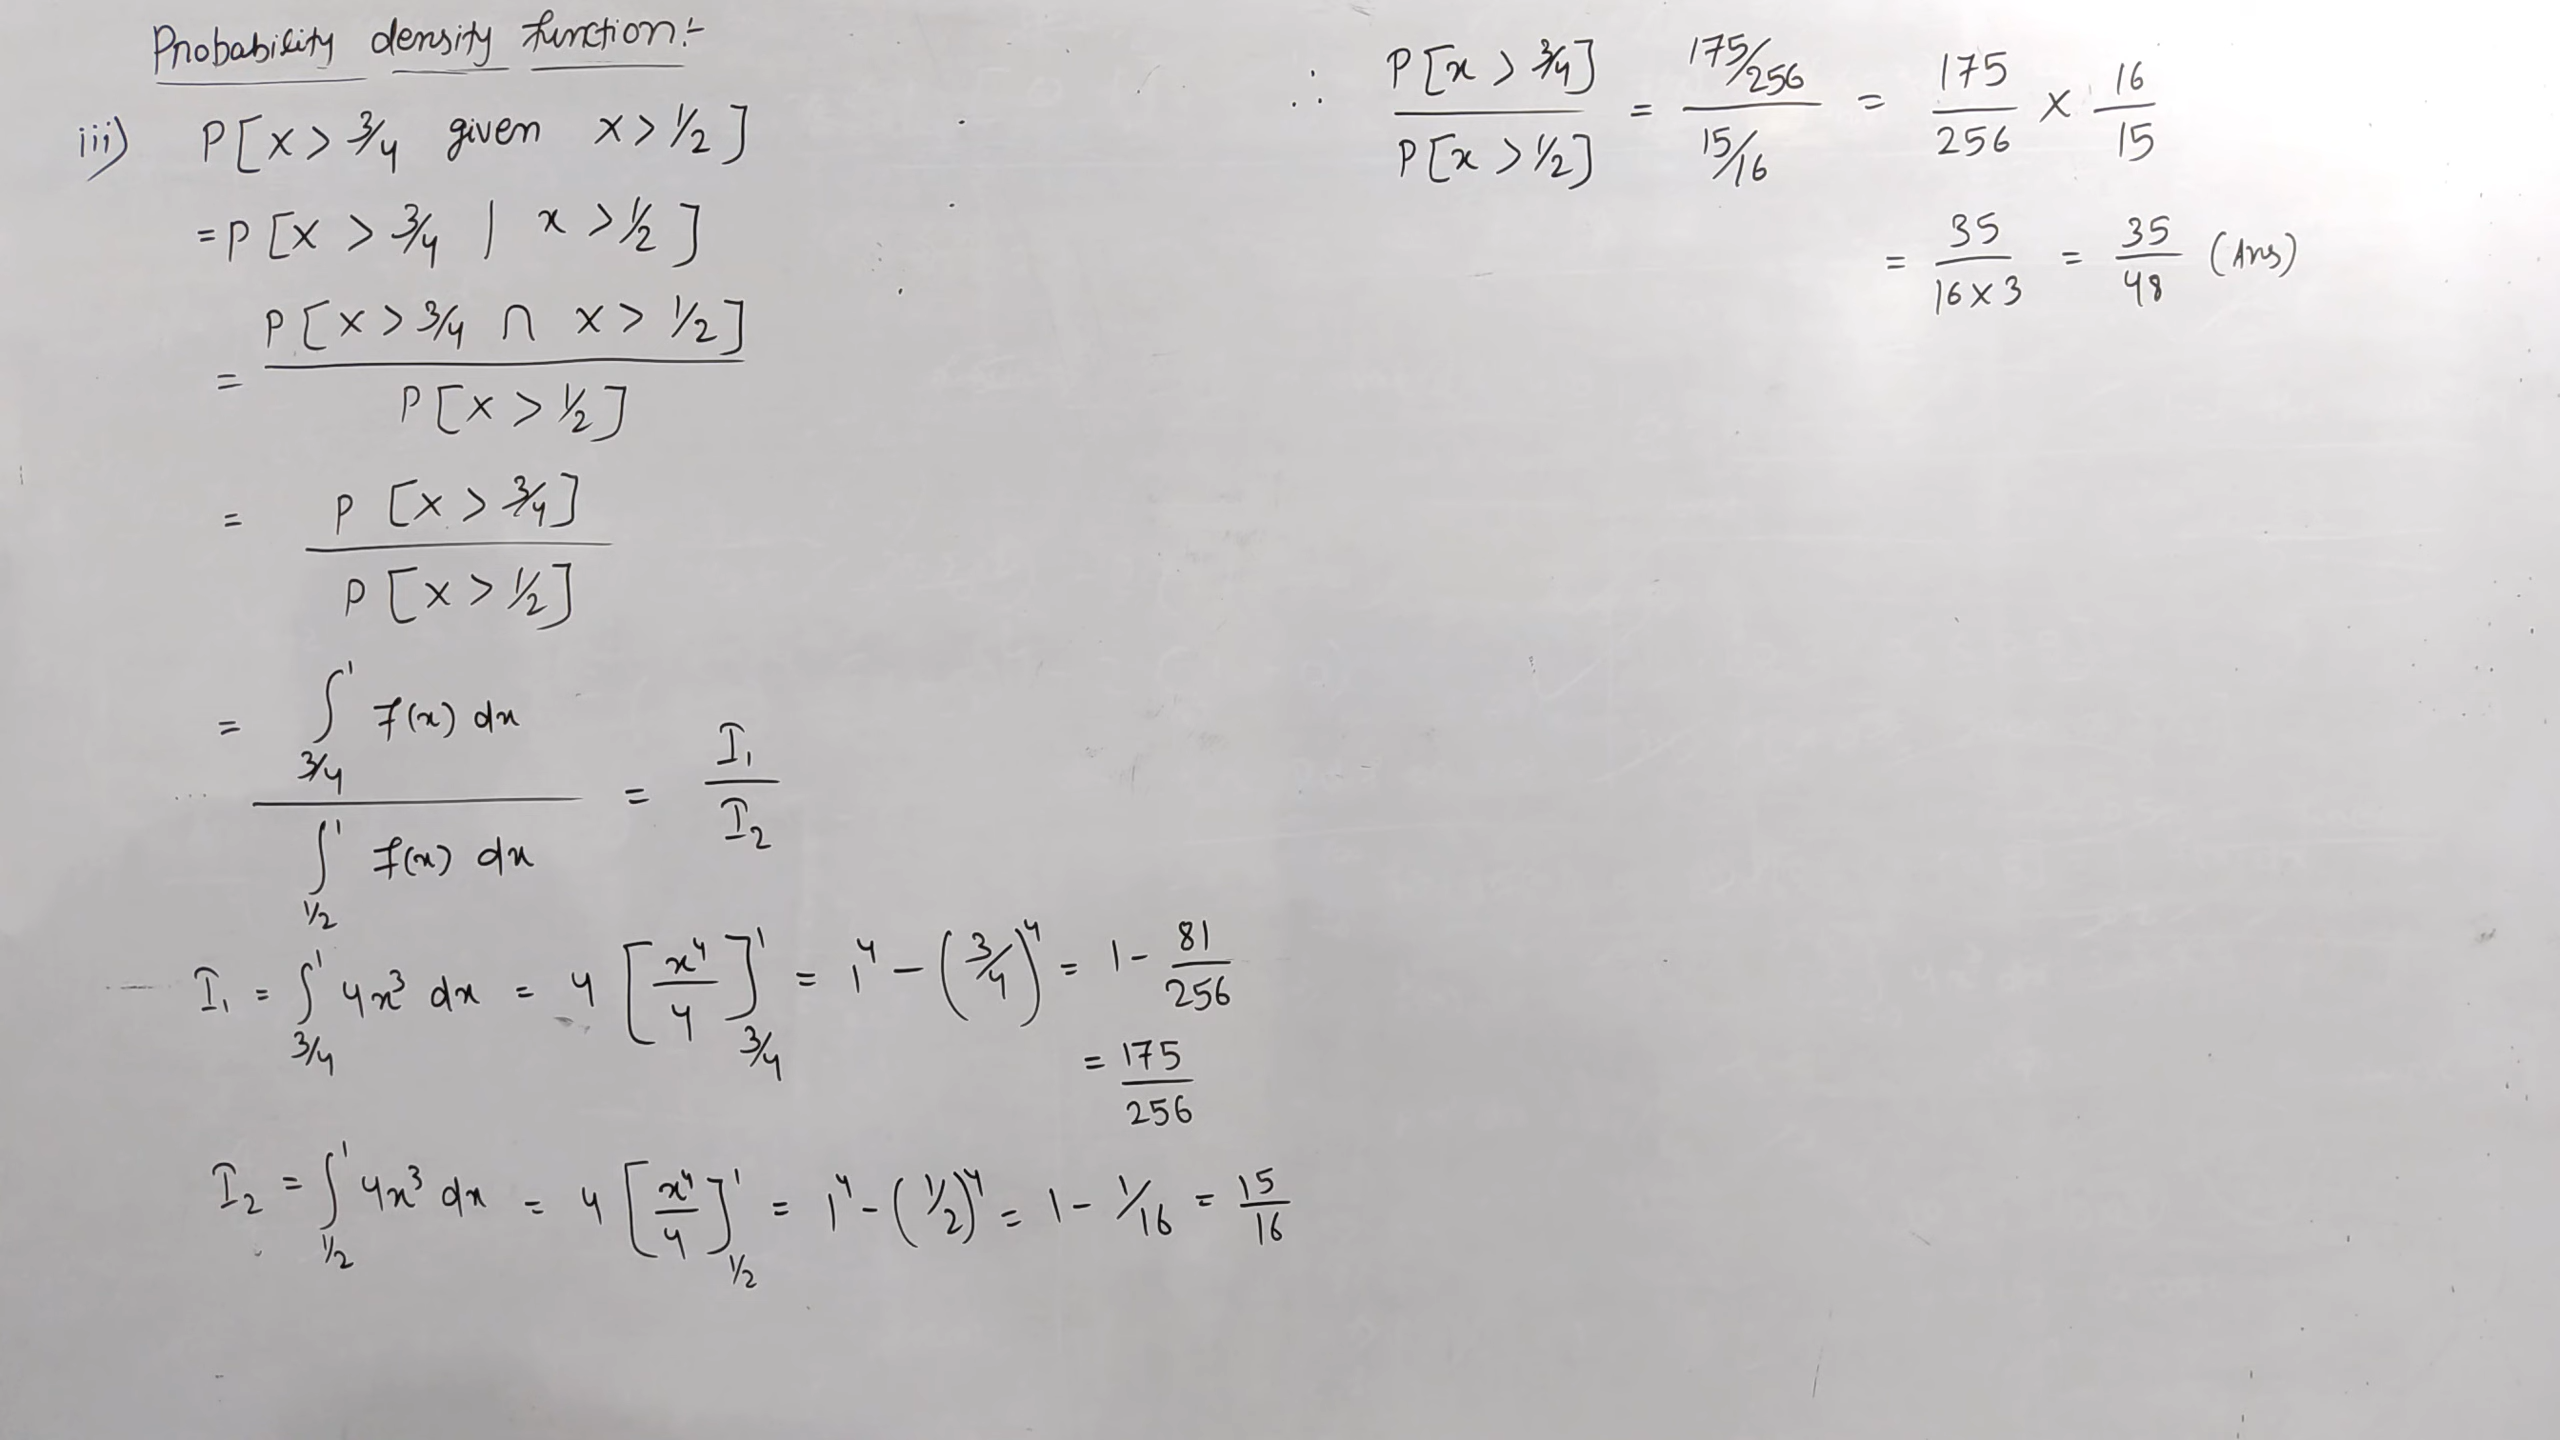 Probability density function:-
iii) P[X > 3/4 given X > 1/2]
= P[X > 3/4 | x > 1/2]
= P[X > 3/4 ∩ X > 1/2] / P[X > 1/2]
= P[X > 3/4] / P[X > 1/2]
= ∫_{3/4}^{1} f(x) dx / ∫_{1/2}^{1} f(x) dx = I₁ / I₂
I₁ = ∫_{3/4}^{1} 4x³ dx = 4 [x⁴/4]_{3/4}^{1} = 1⁴ - (3/4)⁴ = 1 - 81/256
= 175/256
I₂ = ∫_{1/2}^{1} 4x³ dx = 4 [x⁴/4]_{1/2}^{1} = 1⁴ - (1/2)⁴ = 1 - 1/16 = 15/16
∴ P[x > 3/4] / P[x > 1/2] = (175/256) / (15/16) = 175/256 × 16/15
= 35/(16×3) = 35/48 (Ans)